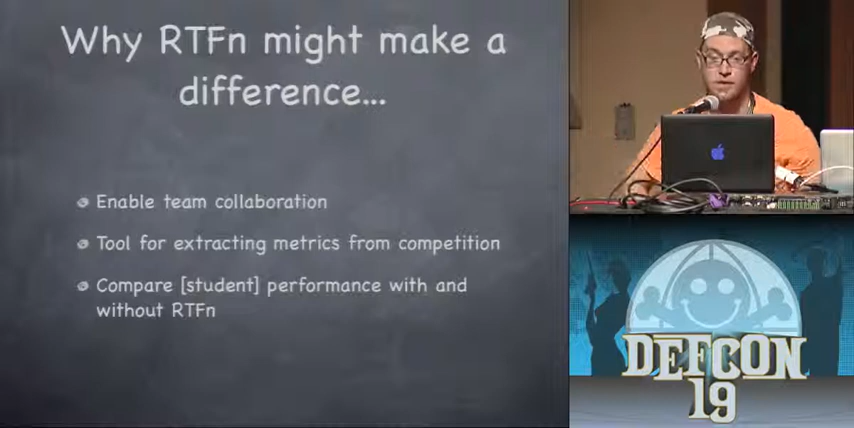 Why RTFn might make a
difference...
Enable team collaboration
Tool for extracting metrics from competition
Compare [student] performance with and
without RTFn
DEFCON
19